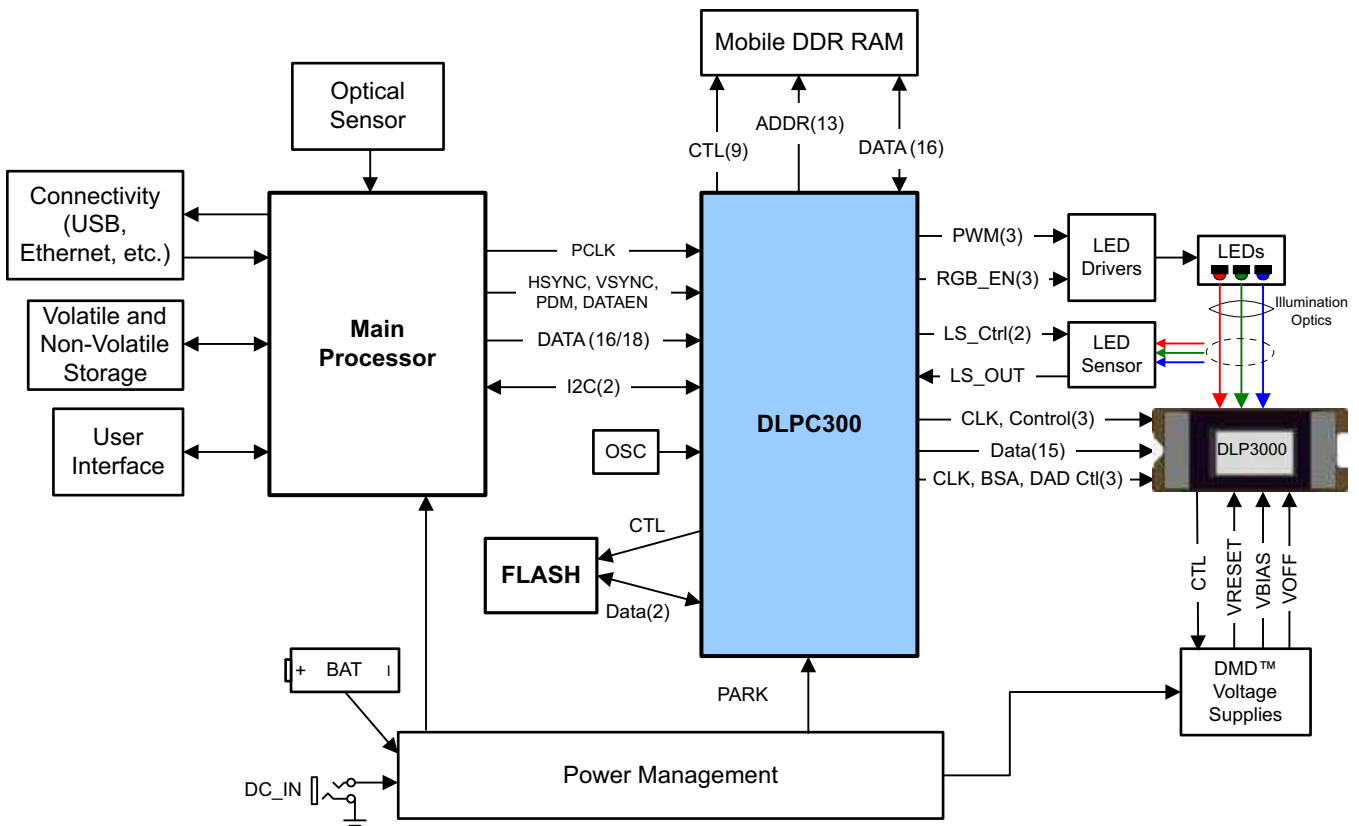 Mobile DDR RAM
CTL(9)
ADDR(13)
DATA (16)
Optical
Sensor
Connectivity
(USB,
Ethernet, etc.)
Volatile and
Non-Volatile
Storage
User
Interface
Main
Processor
PCLK
HSYNC, VSYNC,
PDM, DATAEN
DATA (16/18)
I2C(2)
OSC
CTL
FLASH
Data(2)
DLPC300
PWM(3)
RGB_EN(3)
LED
Drivers
LEDs
Illumination
Optics
LS_Ctrl(2)
LS_OUT
LED
Sensor
CLK, Control(3)
Data(15)
CLK, BSA, DAD Ctl(3)
DLP3000
CTL
VRESET
VBIAS
VOFF
DMD™
Voltage
Supplies
+ BAT –
PARK
DC_IN
Power Management